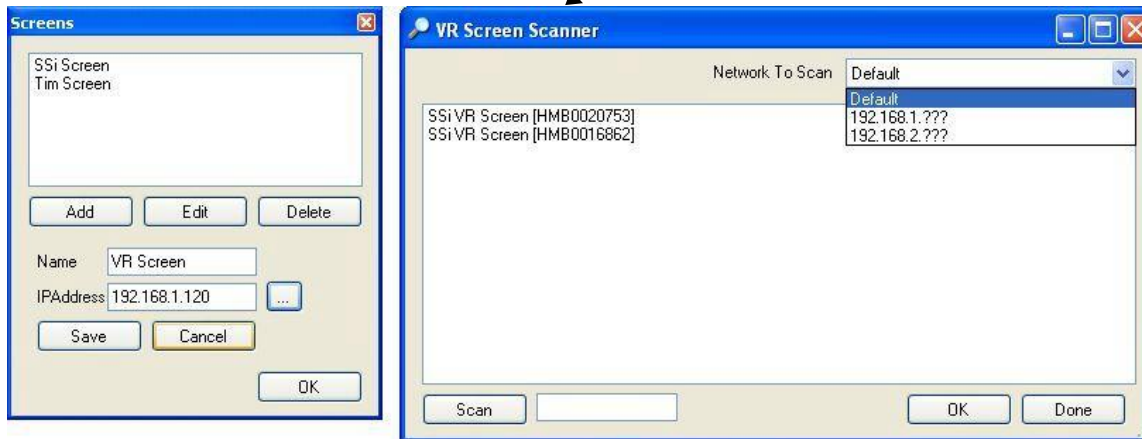 Screens
SSi Screen
Tim Screen
Add Edit Delete
Name VR Screen
IPAddress 192.168.1.120 ...
Save Cancel
OK
VR Screen Scanner
Network To Scan Default
Default
192.168.1.???
192.168.2.???
SSi VR Screen [HMB0020753]
SSi VR Screen [HMB0016862]
Scan OK Done